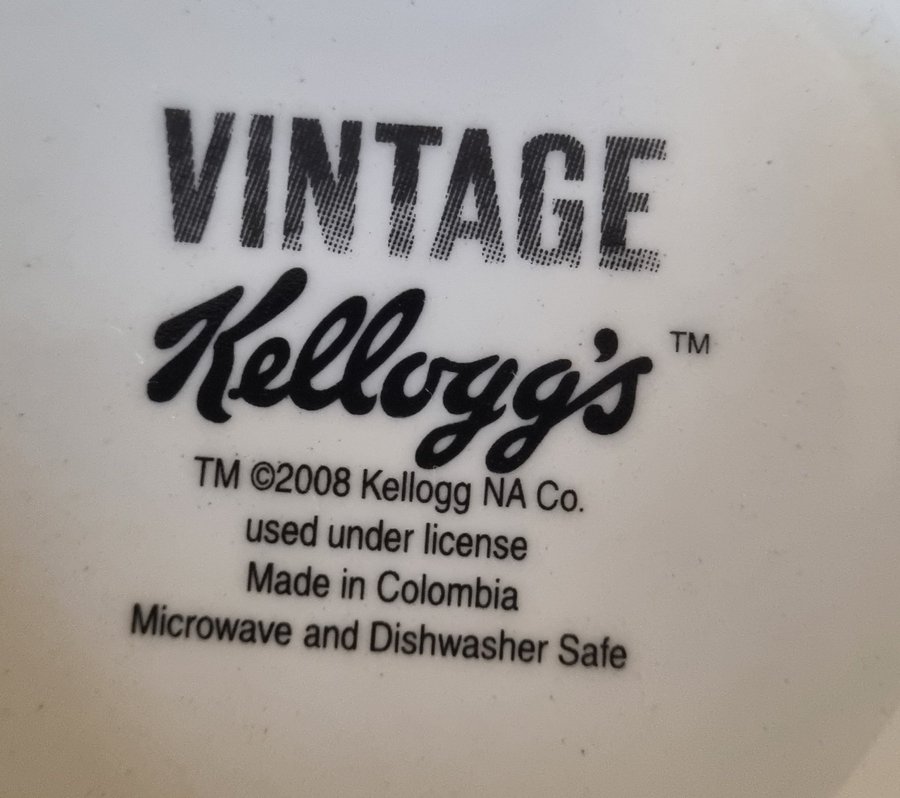 VINTAGE
Kellogg's ™
TM ©2008 Kellogg NA Co.
used under license
Made in Colombia
Microwave and Dishwasher Safe